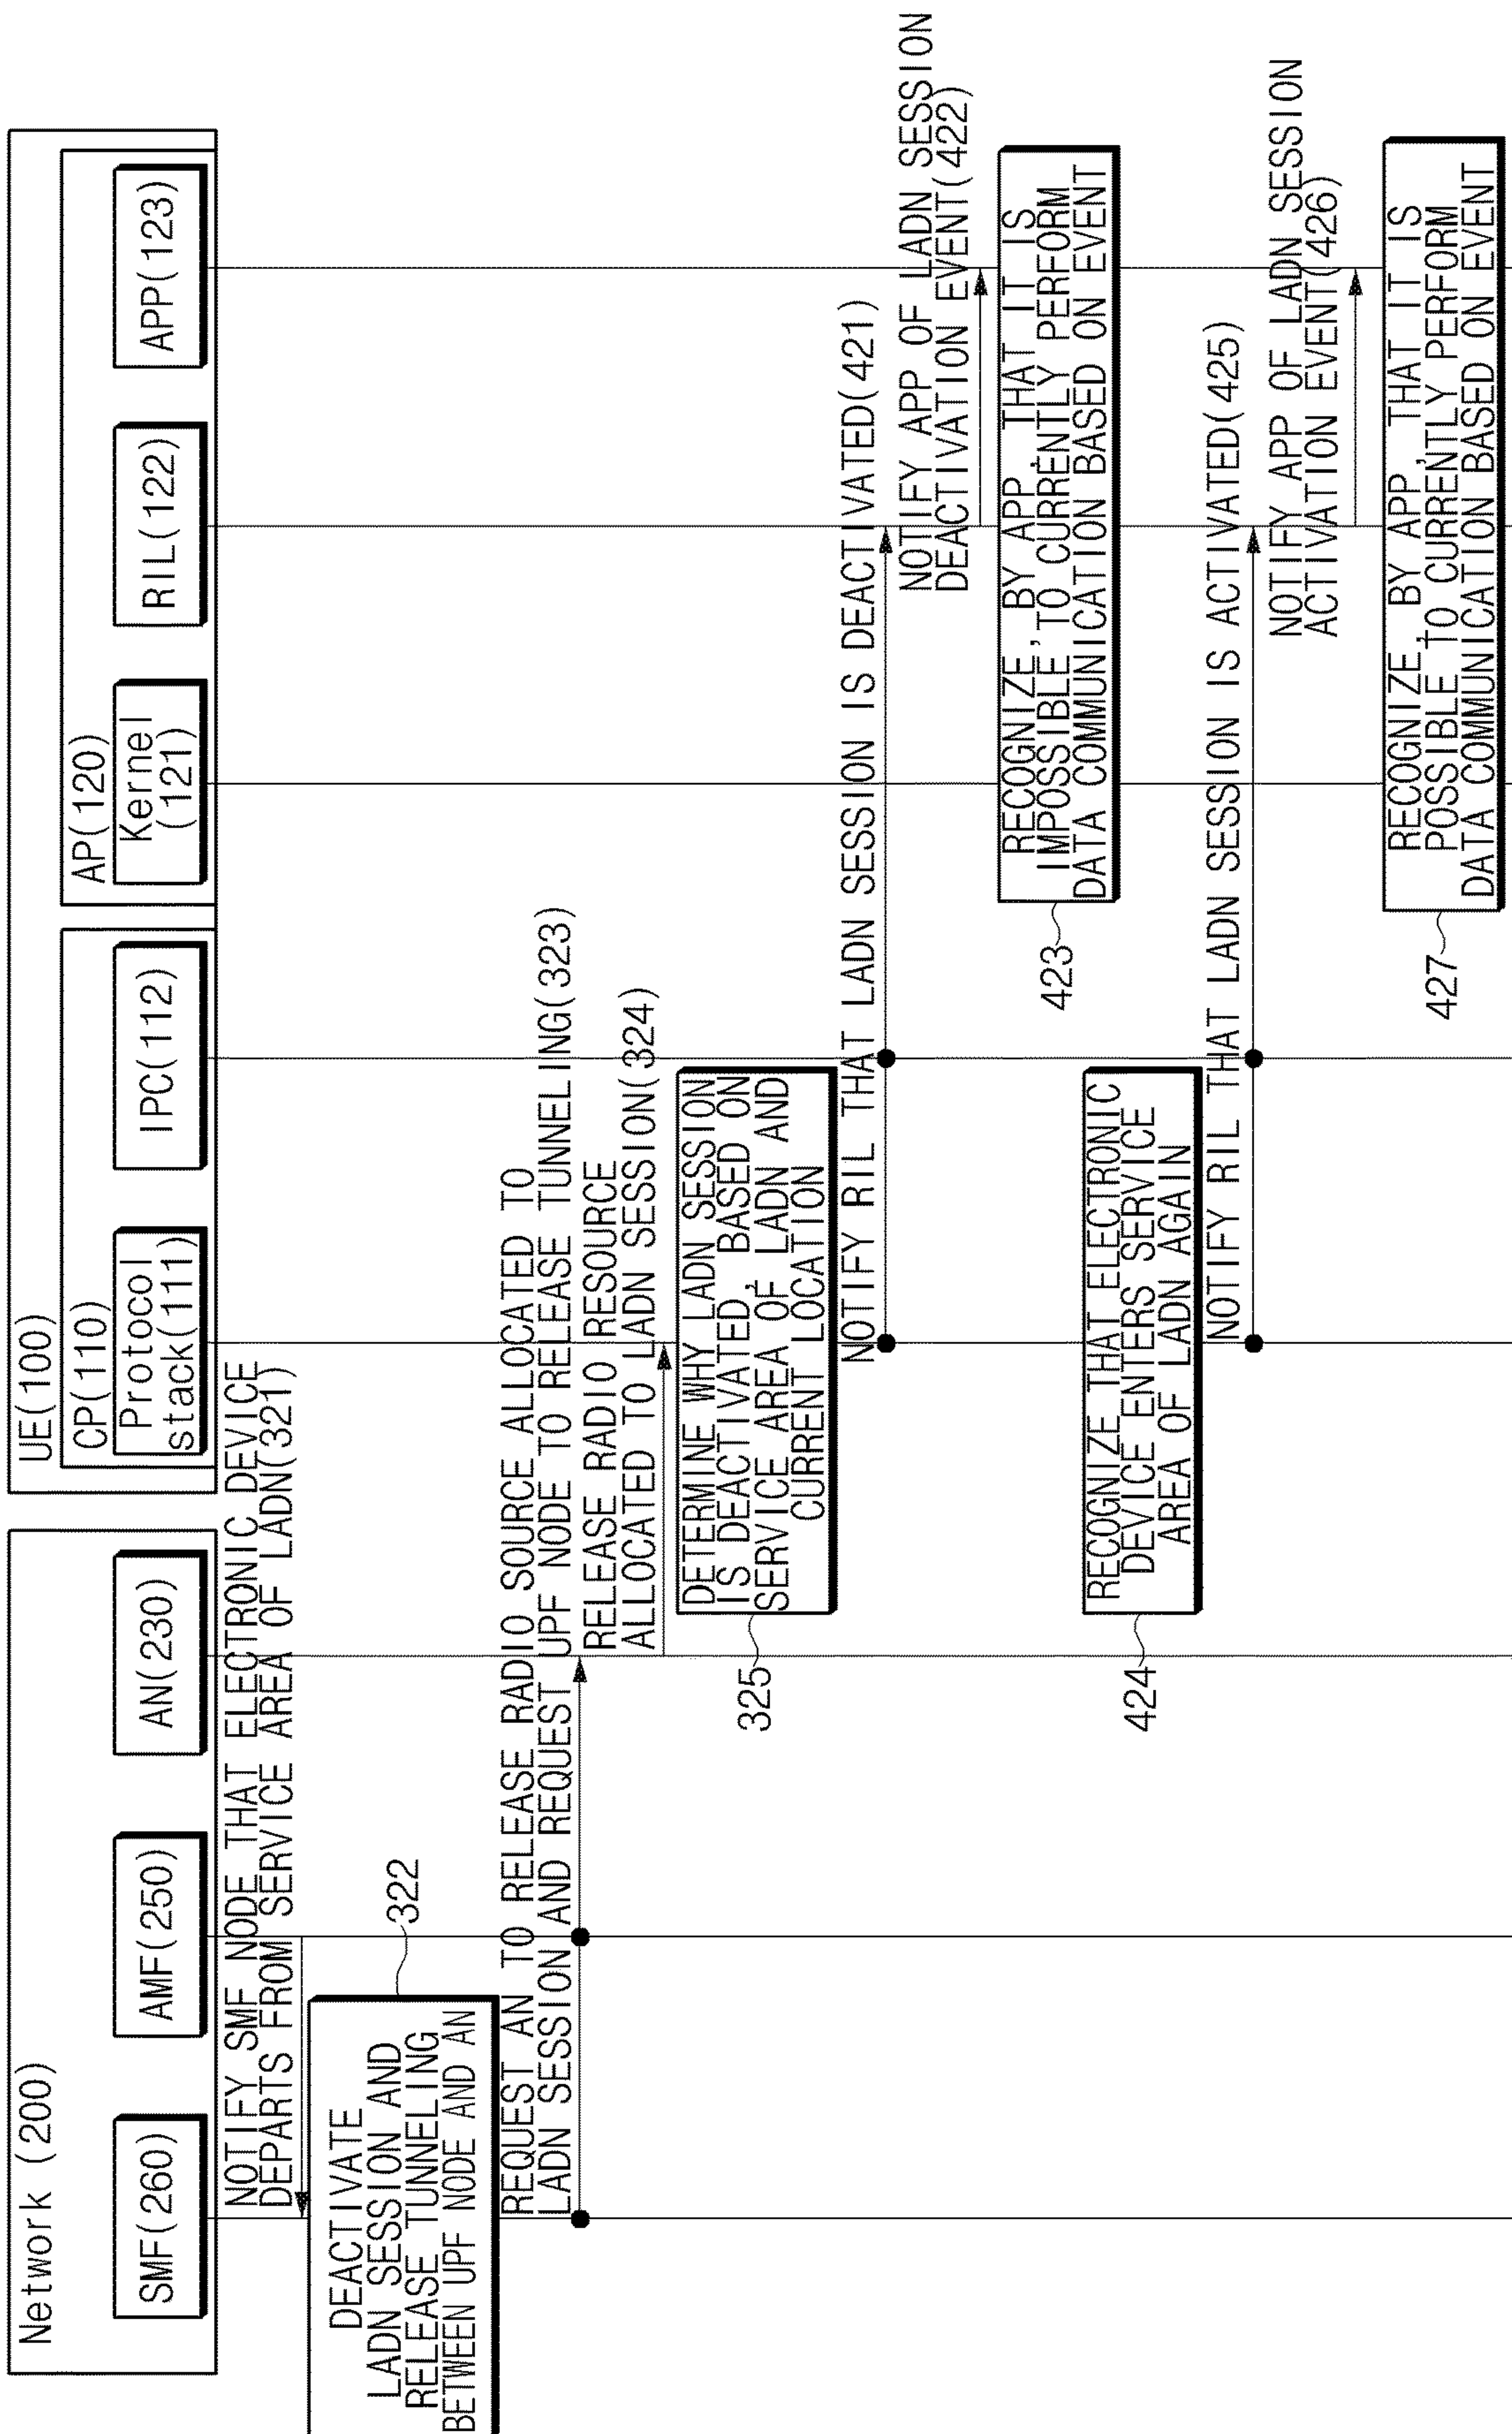 Network (200)
SMF(260)
AMF(250)
AN(230)
UE(100)
CP(110)
Protocol
stack(111)
IPC(112)
AP(120)
Kernel
(121)
RIL(122)
APP(123)
NOTIFY SMF NODE THAT ELECTRONIC DEVICE
DEPARTS FROM SERVICE AREA OF LADN(321)
DEACTIVATE
LADN SESSION AND
RELEASE TUNNELING
BETWEEN UPF NODE AND AN
322
REQUEST AN TO RELEASE RADIO SOURCE ALLOCATED TO
LADN SESSION AND REQUEST UPF NODE TO RELEASE TUNNELING(323)
RELEASE RADIO RESOURCE
ALLOCATED TO LADN SESSION(324)
DETERMINE WHY LADN SESSION
IS DEACTIVATED, BASED ON
SERVICE AREA OF LADN AND
CURRENT LOCATION
325
NOTIFY RIL THAT LADN SESSION IS DEACTIVATED(421)
NOTIFY APP OF LADN SESSION
DEACTIVATION EVENT(422)
RECOGNIZE, BY APP, THAT IT IS
IMPOSSIBLE TO CURRENTLY PERFORM
DATA COMMUNICATION BASED ON EVENT
423
RECOGNIZE THAT ELECTRONIC
DEVICE ENTERS SERVICE
AREA OF LADN AGAIN
424
NOTIFY RIL THAT LADN SESSION IS ACTIVATED(425)
NOTIFY APP OF LADN SESSION
ACTIVATION EVENT(426)
RECOGNIZE, BY APP, THAT IT IS
POSSIBLE TO CURRENTLY PERFORM
DATA COMMUNICATION BASED ON EVENT
427